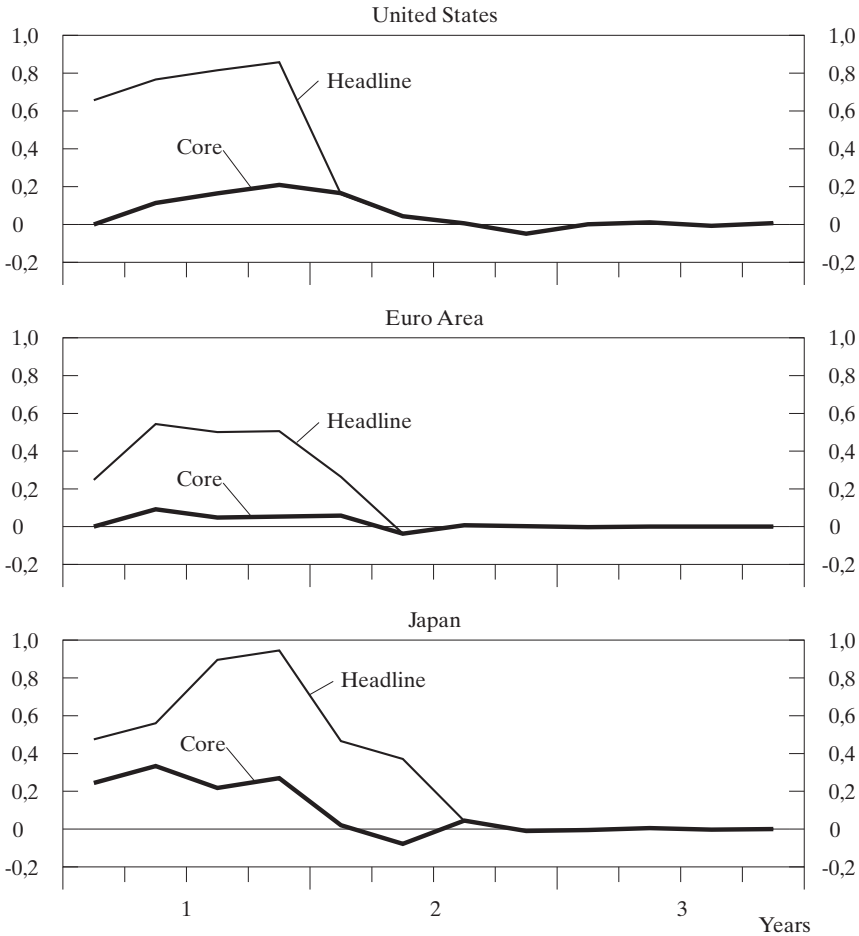 United States
1,0 1,0
0,8 0,8
Headline
0,6 0,6
Core
0,4 0,4
0,2 0,2
0 0
-0,2 -0,2
Euro Area
1,0 1,0
0,8 0,8
0,6 0,6
Headline
0,4 0,4
Core
0,2 0,2
0 0
-0,2 -0,2
Japan
1,0 1,0
0,8 0,8
Headline
0,6 0,6
Core
0,4 0,4
0,2 0,2
0 0
-0,2 -0,2
1 2 3
Years